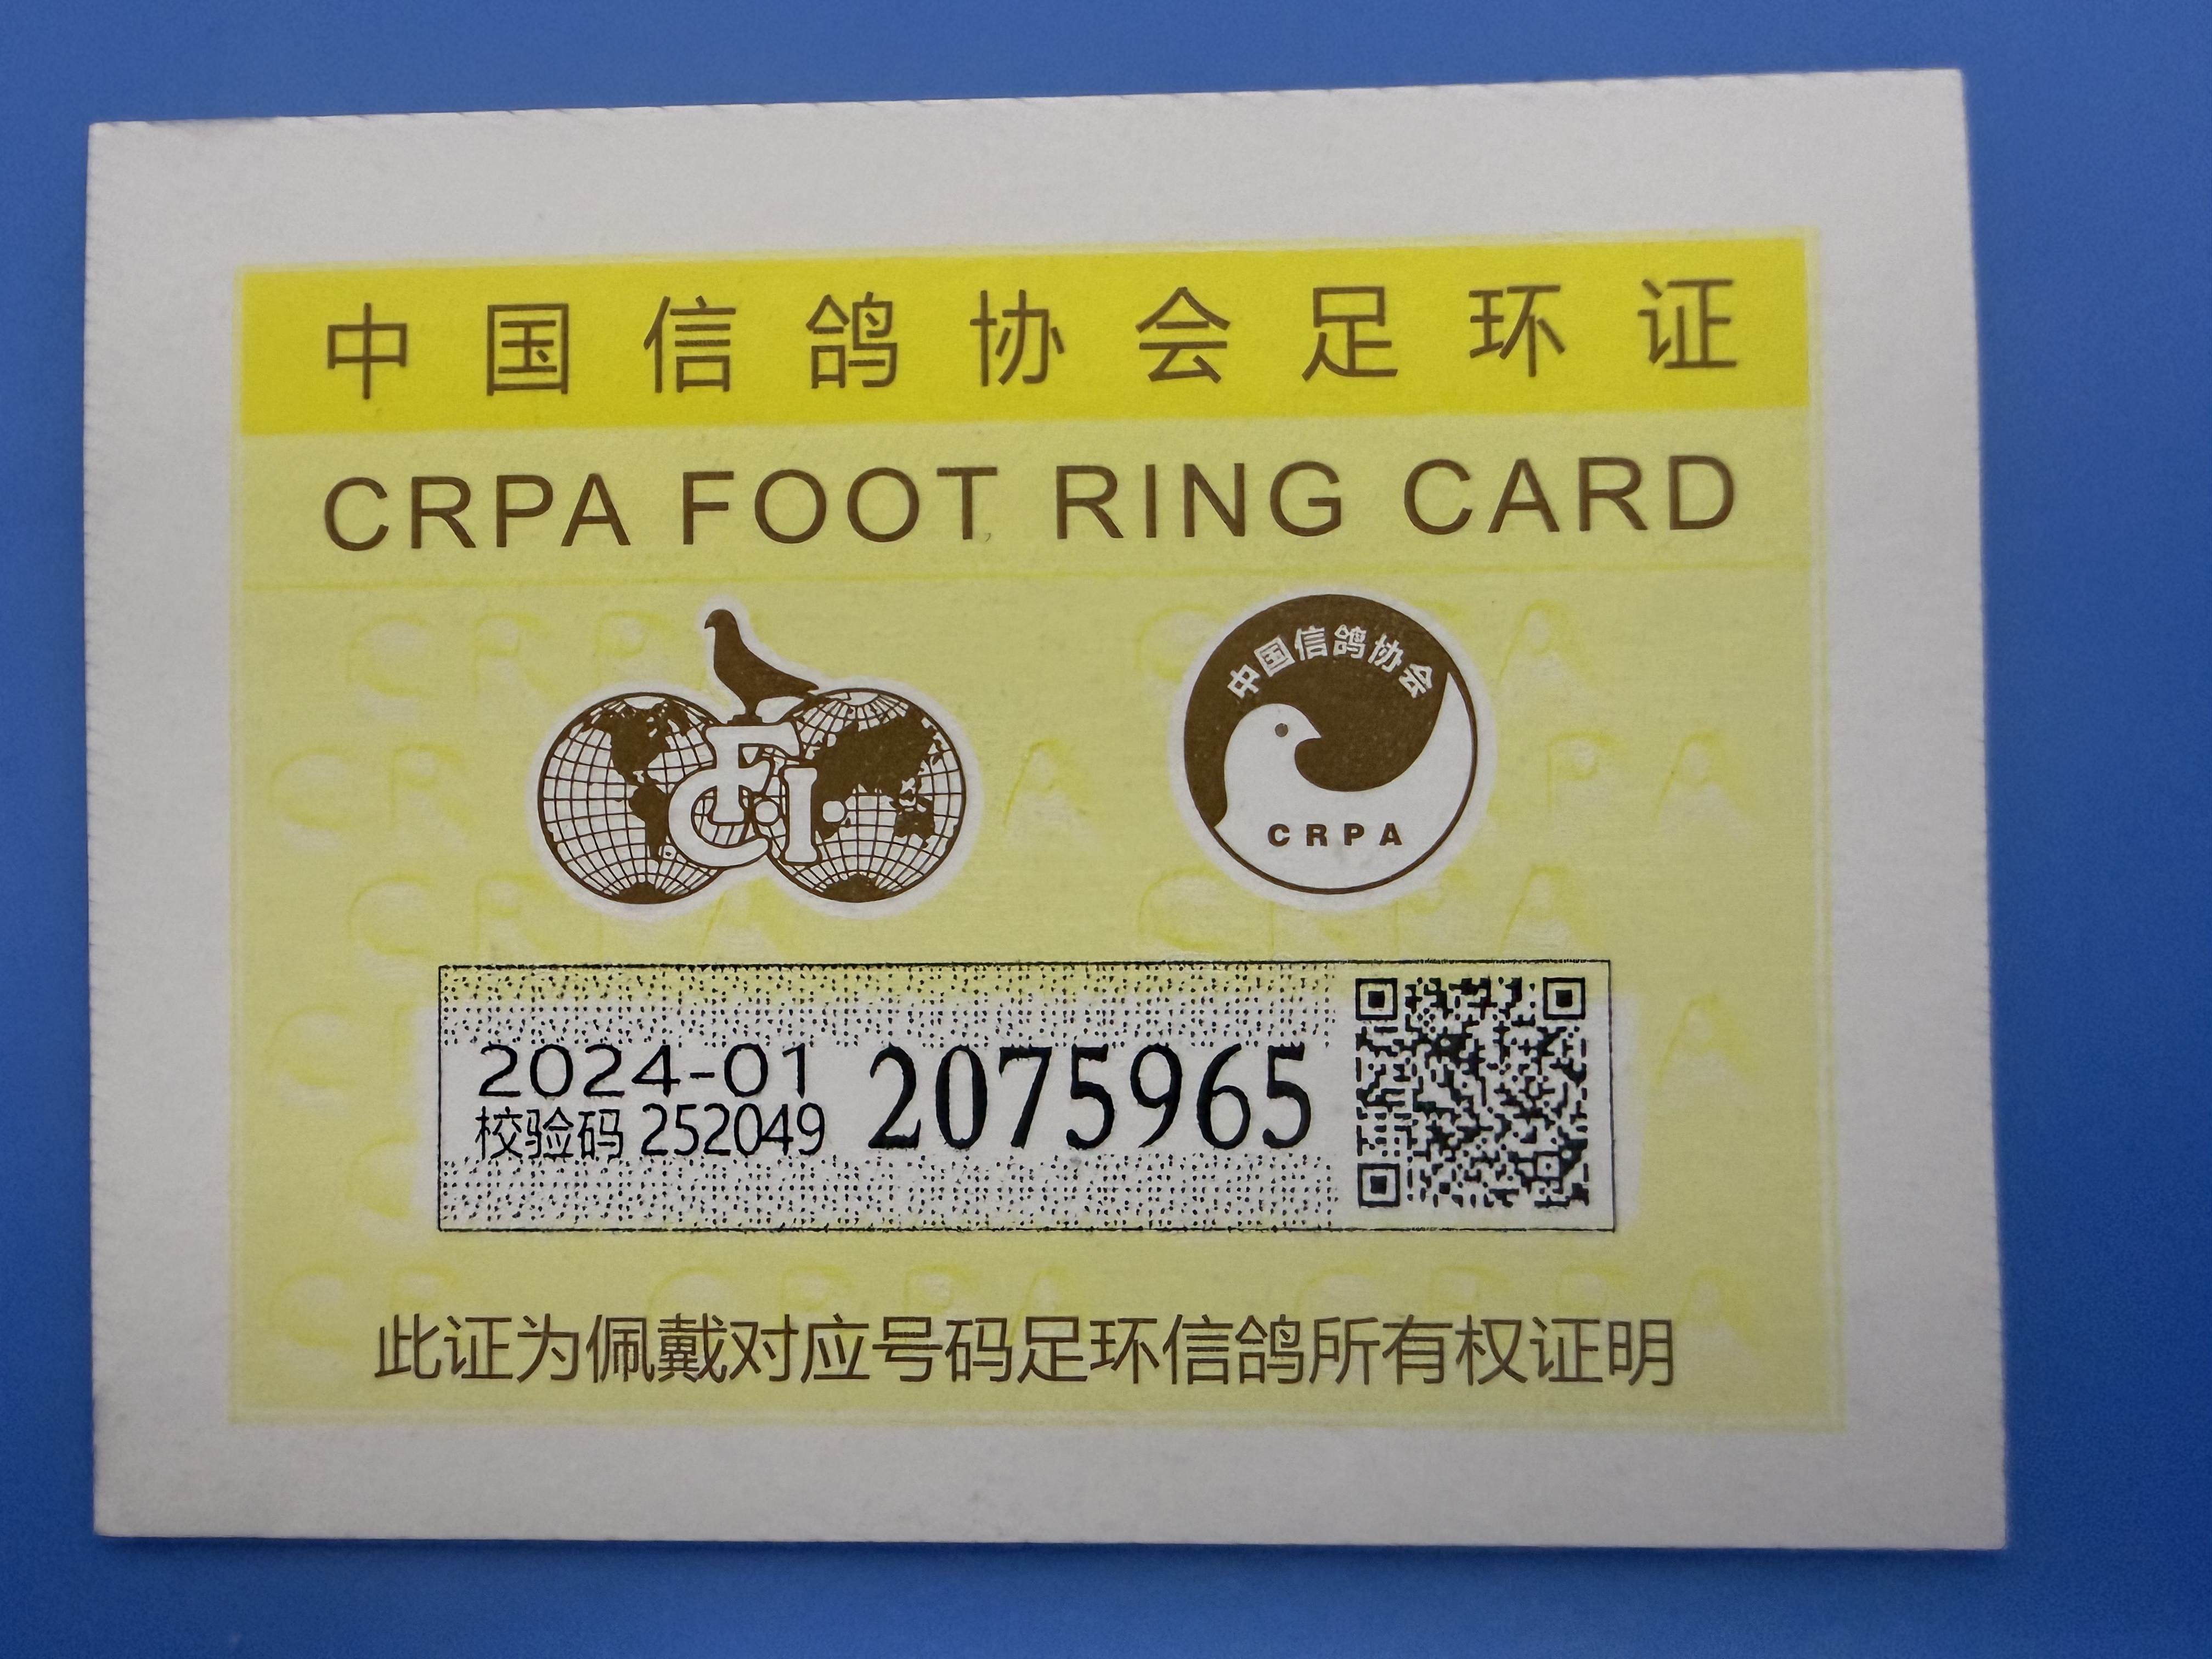 中国信鸽协会足环证
CRPA FOOT RING CARD
F C I
中国信鸽协会
CRPA
2024-01 2075965
校验码 252049
此证为佩戴对应号码足环信鸽所有权证明